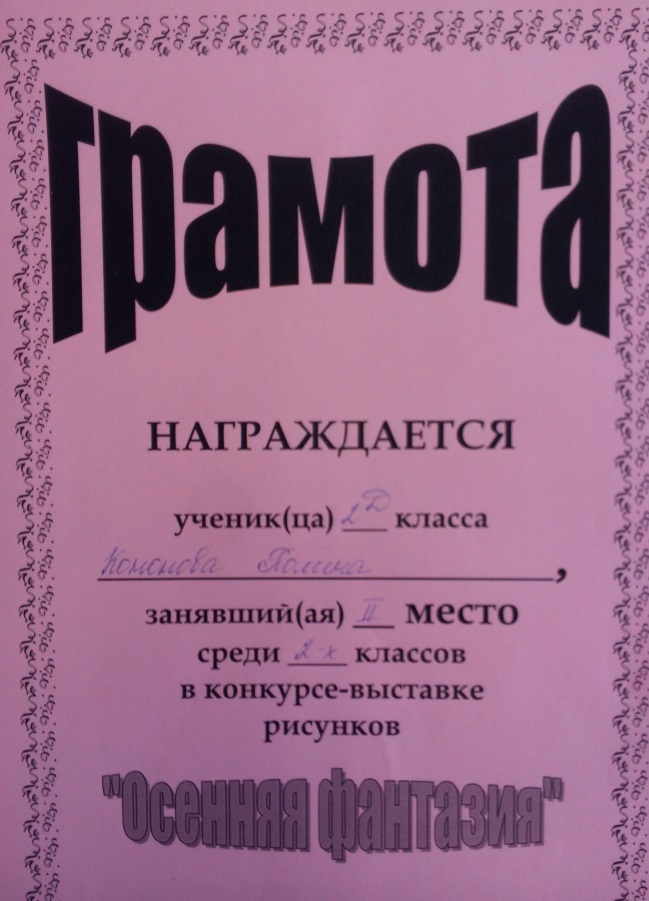 грамота
НАГРАЖДАЕТСЯ
ученик(ца) 2Д класса
Кононова Полина,
занявший(ая) II место
среди 2-х классов
в конкурсе-выставке
рисунков
"Осенняя фантазия"